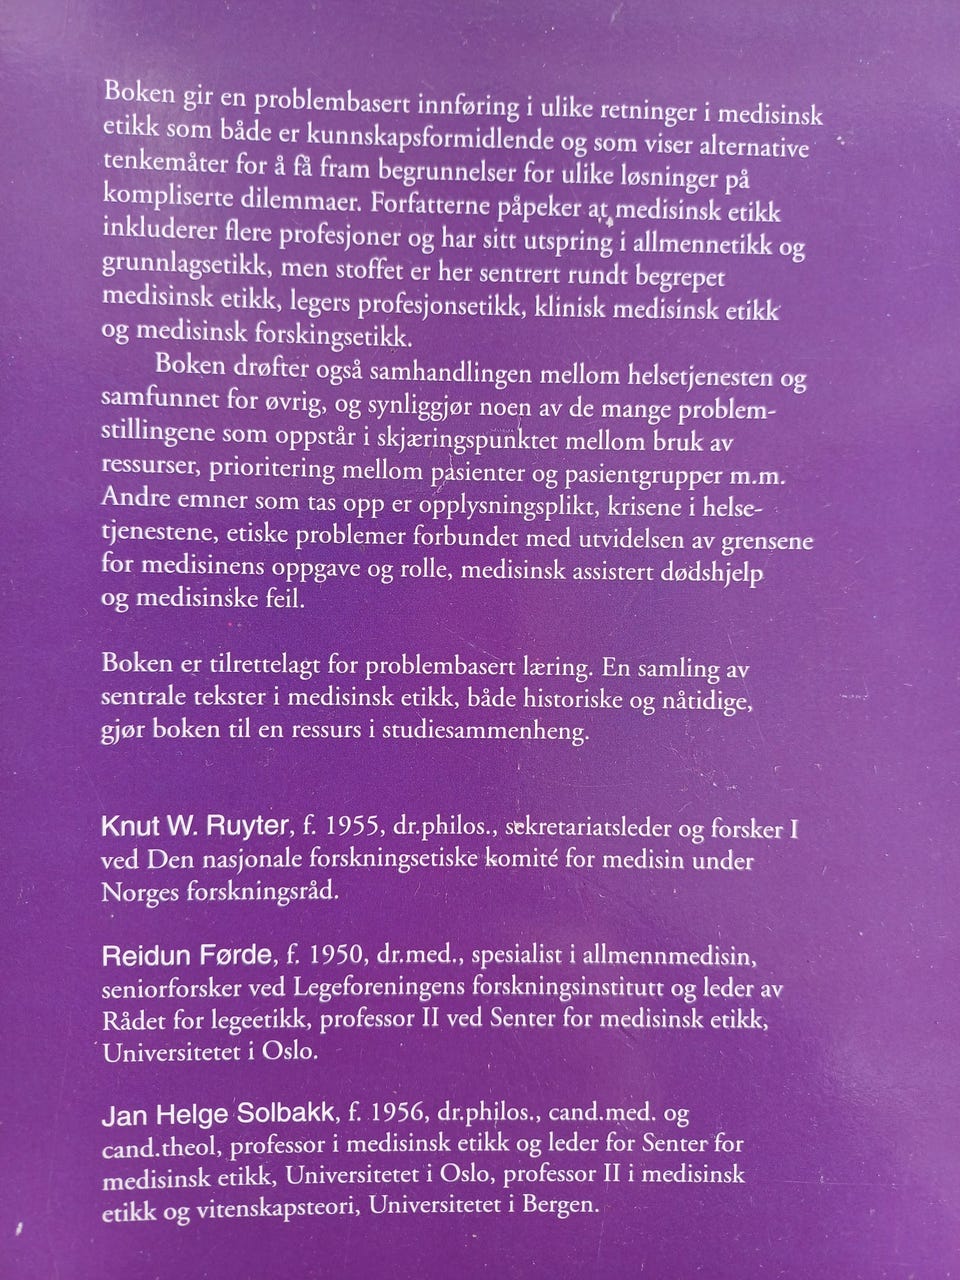 Boken gir en problembasert innføring i ulike retninger i medisinsk
etikk som både er kunnskapsformidlende og som viser alternative
tenkemåter for å få fram begrunnelser for ulike løsninger på
kompliserte dilemmaer. Forfatterne påpeker at medisinsk etikk
inkluderer flere profesjoner og har sitt utspring i allmennetikk og
grunnlagsetikk, men stoffet er her sentrert rundt begrepet
medisinsk etikk, legers profesjonsetikk, klinisk medisinsk etikk
og medisinsk forskingsetikk.
Boken drøfter også samhandlingen mellom helsetjenesten og
samfunnet for øvrig, og synliggjør noen av de mange problem-
stillingene som oppstår i skjæringspunktet mellom bruk av
ressurser, prioritering mellom pasienter og pasientgrupper m.m.
Andre emner som tas opp er opplysningsplikt, krisene i helse-
tjenestene, etiske problemer forbundet med utvidelsen av grensene
for medisinens oppgave og rolle, medisinsk assistert dødshjelp
og medisinske feil.
Boken er tilrettelagt for problembasert læring. En samling av
sentrale tekster i medisinsk etikk, både historiske og nåtidige,
gjør boken til en ressurs i studiesammenheng.
Knut W. Ruyter, f. 1955, dr.philos., sekretariatsleder og forsker I
ved Den nasjonale forskningsetiske komité for medisin under
Norges forskningsråd.
Reidun Førde, f. 1950, dr.med., spesialist i allmennmedisin,
seniorforsker ved Legeforeningens forskningsinstitutt og leder av
Rådet for legeetikk, professor II ved Senter for medisinsk etikk,
Universitetet i Oslo.
Jan Helge Solbakk, f. 1956, dr.philos., cand.med. og
cand.theol, professor i medisinsk etikk og leder for Senter for
medisinsk etikk, Universitetet i Oslo, professor II i medisinsk
etikk og vitenskapsteori, Universitetet i Bergen.